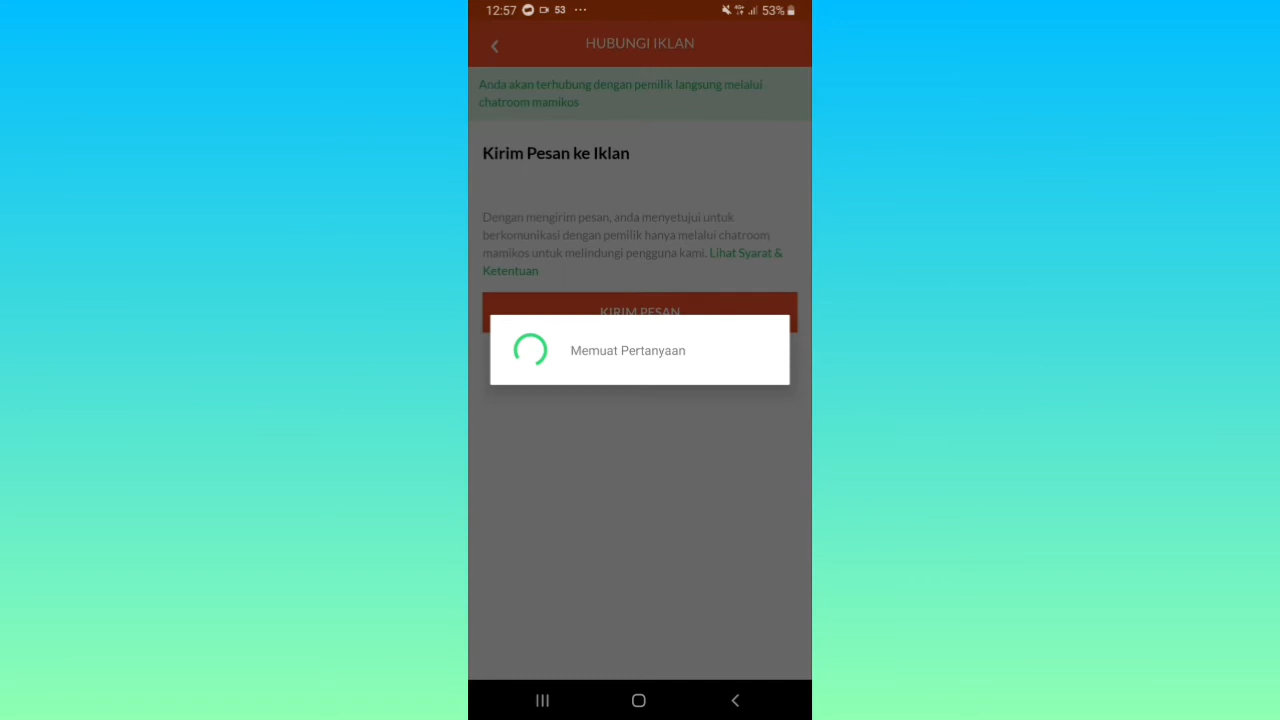 12:57 53 ... 53%
HUBUNGI IKLAN
Anda akan terhubung dengan pemilik langsung melalui
chatroom mamikos
Kirim Pesan ke Iklan
Dengan mengirim pesan, anda menyetujui untuk
berkomunikasi dengan pemilik hanya melalui chatroom
mamikos untuk melindungi pengguna kami. Lihat Syarat &
Ketentuan
KIRIM PESAN
Memuat Pertanyaan